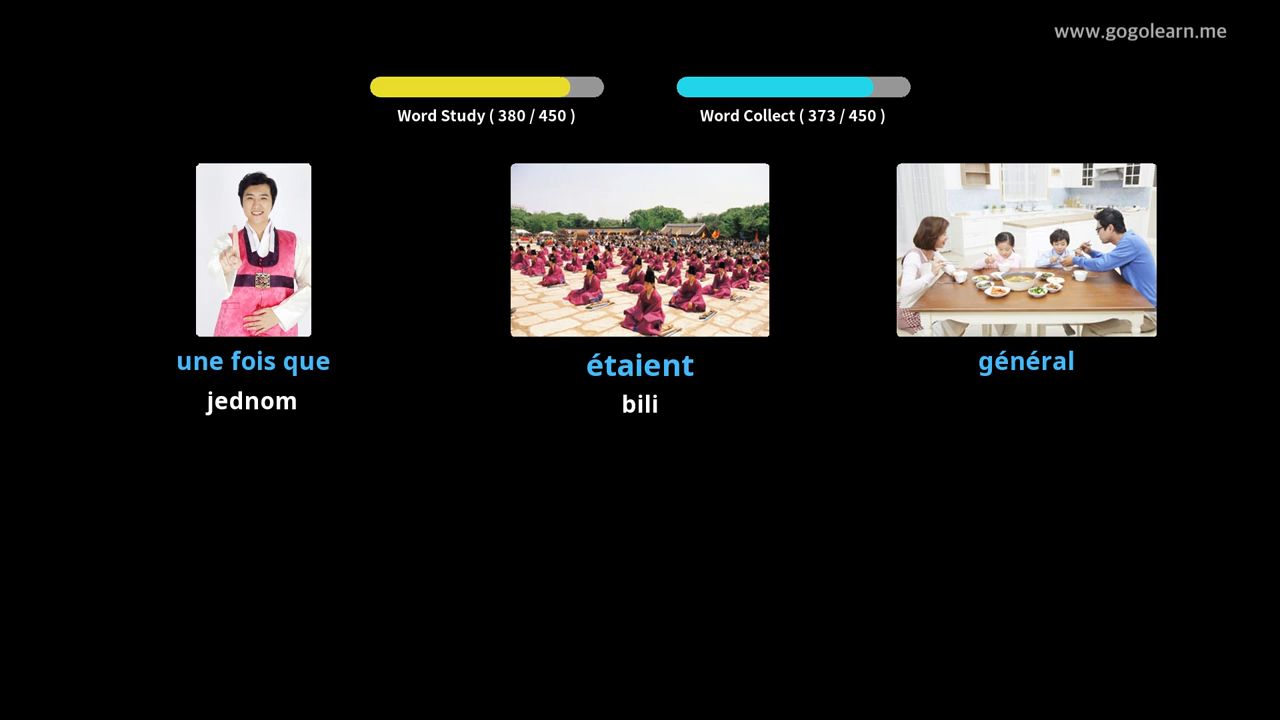 www.gogolearn.me
Word Study ( 380 / 450 )
Word Collect ( 373 / 450 )
une fois que
jednom
étaient
bili
général